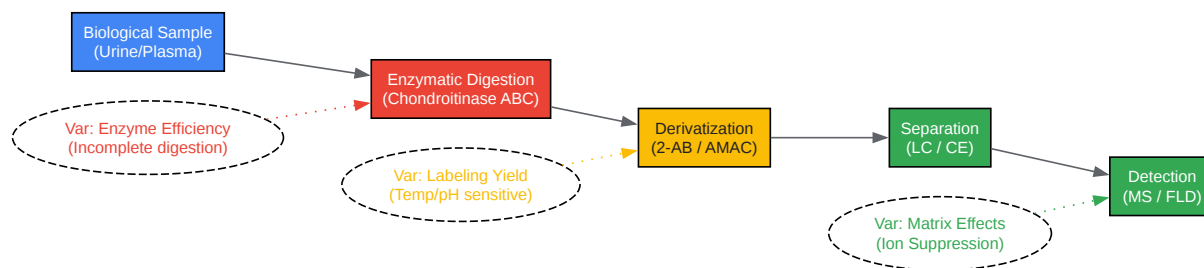 Biological Sample
(Urine/Plasma)
Enzymatic Digestion
(Chondroitinase ABC)
Var: Enzyme Efficiency
(Incomplete digestion)
Derivatization
(2-AB / AMAC)
Var: Labeling Yield
(Temp/pH sensitive)
Separation
(LC / CE)
Detection
(MS / FLD)
Var: Matrix Effects
(Ion Suppression)